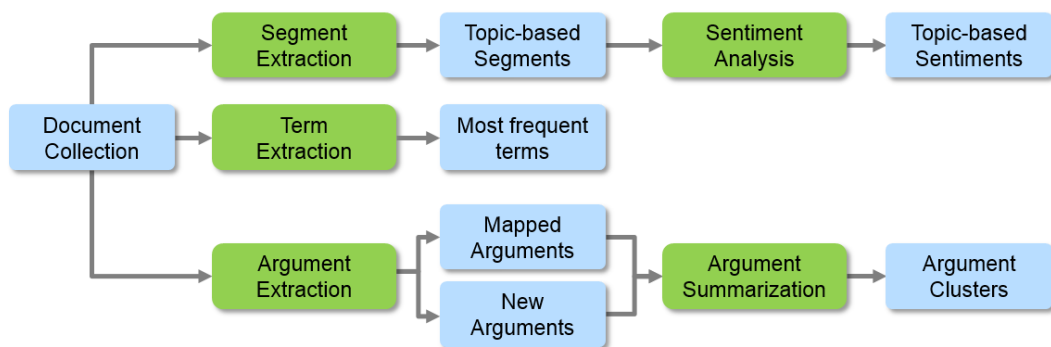 Segment
Extraction
Topic-based
Segments
Sentiment
Analysis
Topic-based
Sentiments
Document
Collection
Term
Extraction
Most frequent
terms
Argument
Extraction
Mapped
Arguments
New
Arguments
Argument
Summarization
Argument
Clusters